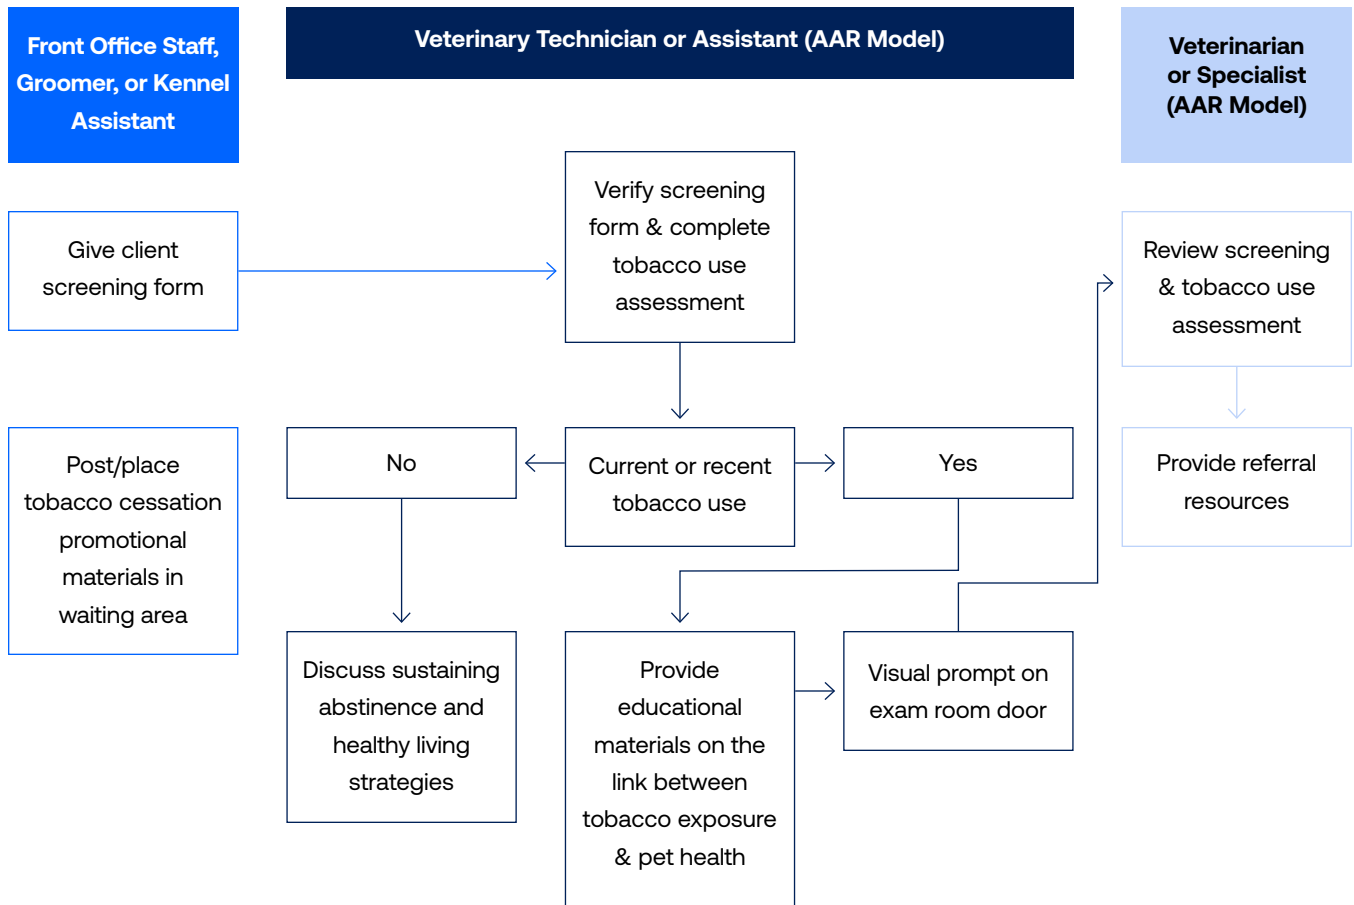 Front Office Staff,
Groomer, or Kennel
Assistant
Veterinary Technician or Assistant (AAR Model)
Veterinarian
or Specialist
(AAR Model)
Give client
screening form
Verify screening
form & complete
tobacco use
assessment
Review screening
& tobacco use
assessment
Post/place
tobacco cessation
promotional
materials in
waiting area
No
Current or recent
tobacco use
Yes
Provide referral
resources
Discuss sustaining
abstinence and
healthy living
strategies
Provide
educational
materials on the
link between
tobacco exposure
& pet health
Visual prompt on
exam room door